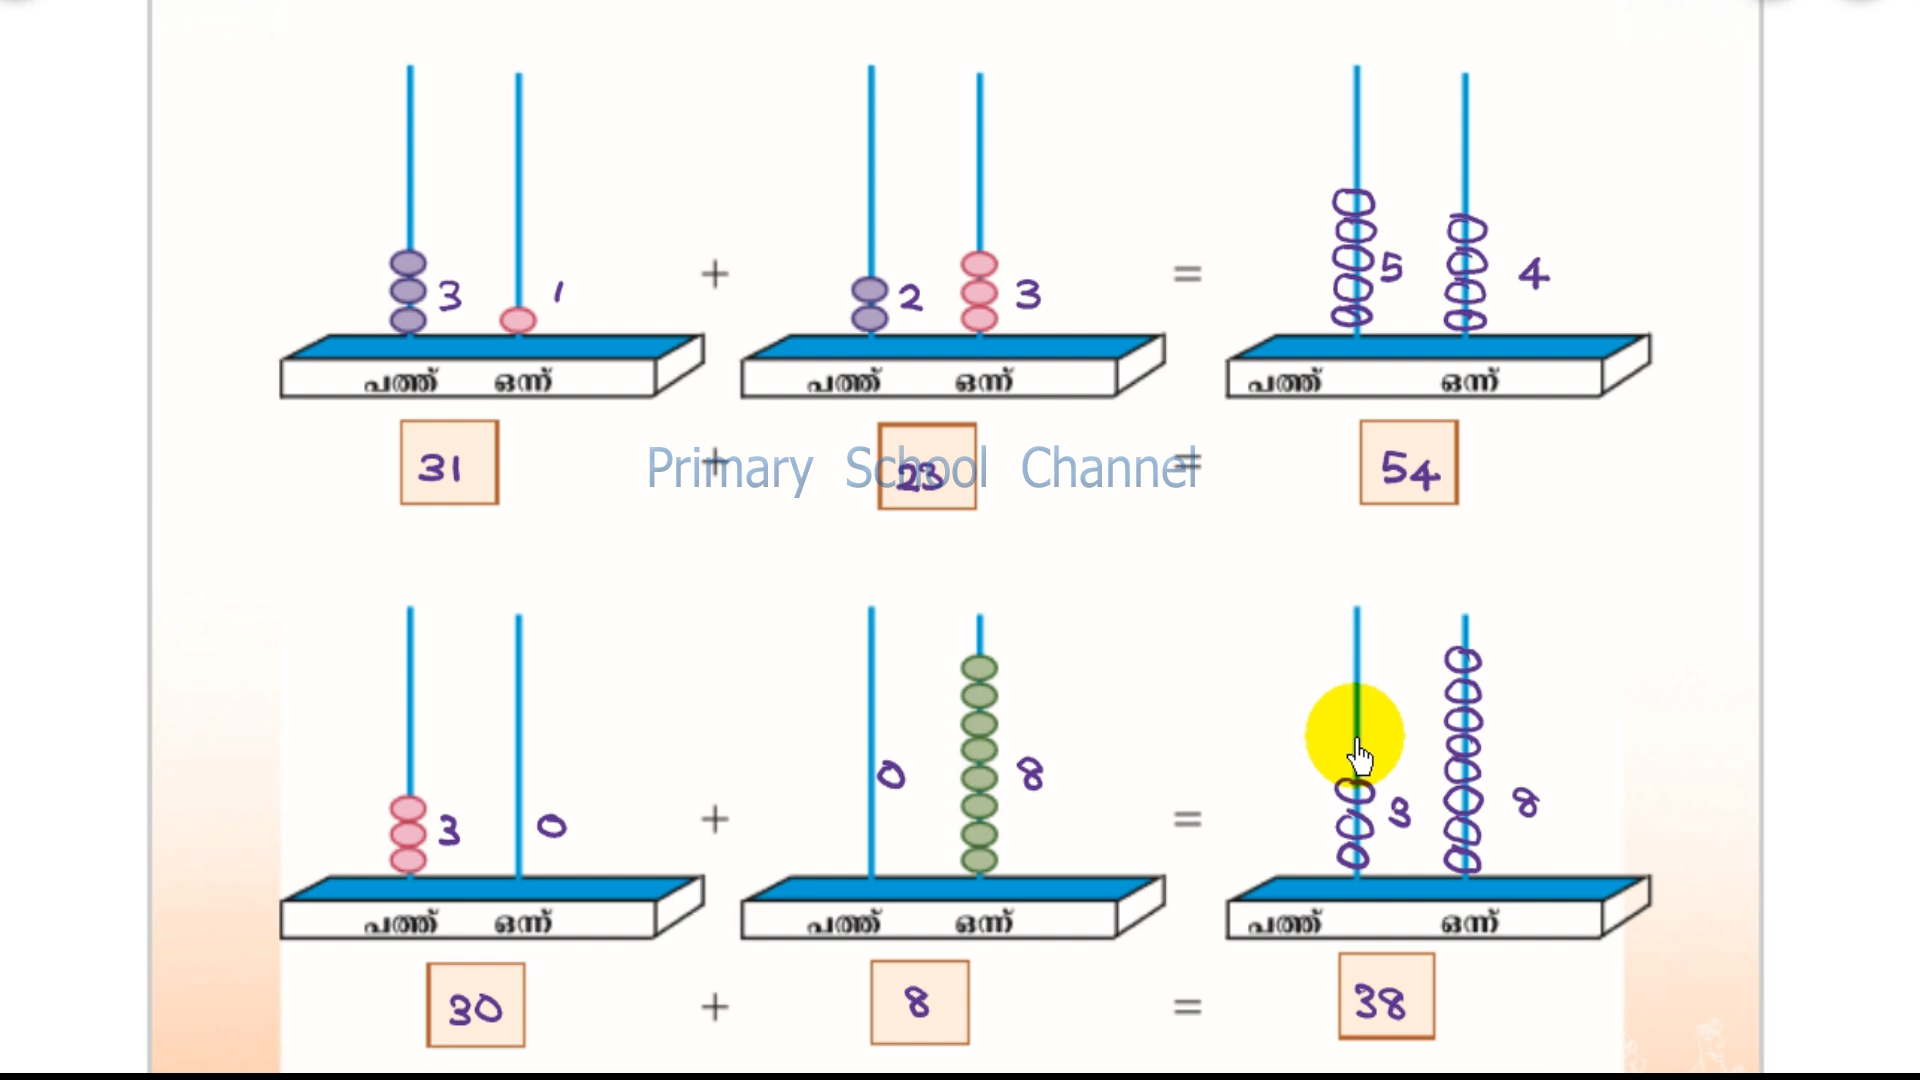 3 1 + 2 3 = 5 4
പത്ത് ഒന്ന് പത്ത് ഒന്ന് പത്ത് ഒന്ന്
31 + 23 = 54
Primary School Channel
3 0 + 0 8 = 3 8
പത്ത് ഒന്ന് പത്ത് ഒന്ന് പത്ത് ഒന്ന്
30 + 8 = 38